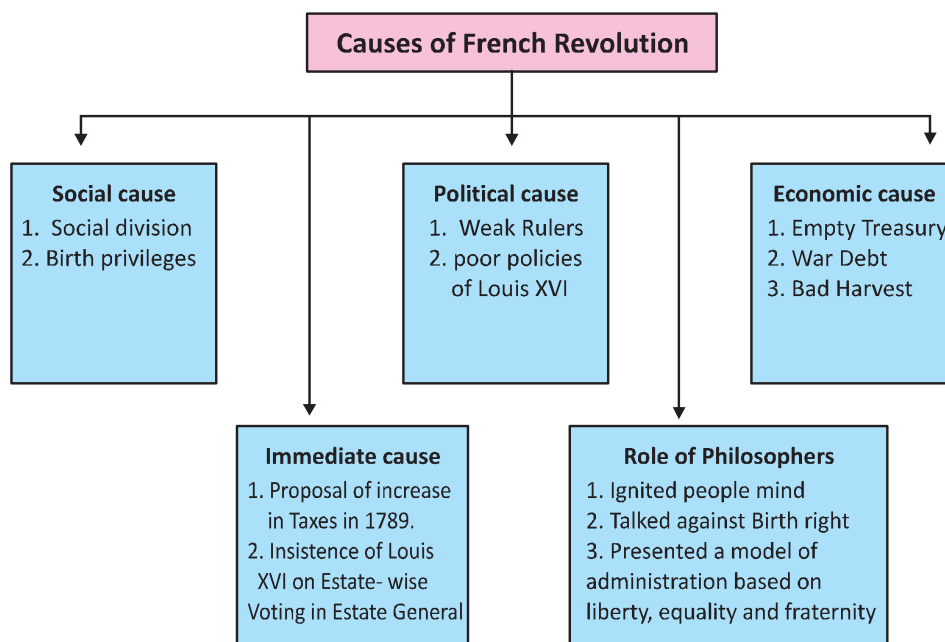 Causes of French Revolution
Social cause
1. Social division
2. Birth privileges
Political cause
1. Weak Rulers
2. poor policies
of Louis XVI
Economic cause
1. Empty Treasury
2. War Debt
3. Bad Harvest
Immediate cause
1. Proposal of increase
in Taxes in 1789.
2. Insistence of Louis
XVI on Estate- wise
Voting in Estate General
Role of Philosophers
1. Ignited people mind
2. Talked against Birth right
3. Presented a model of
administration based on
liberty, equality and fraternity